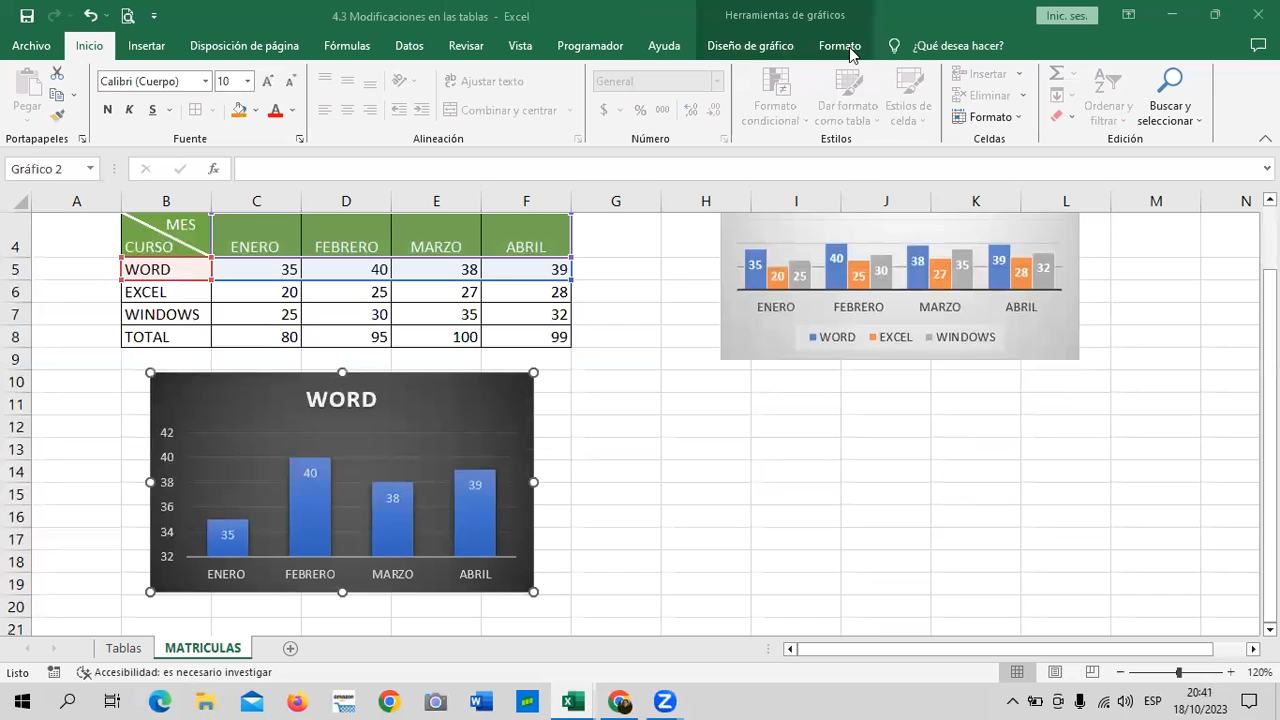 4.3 Modificaciones en las tablas - Excel
Herramientas de gráficos
Inic. ses.
Archivo Inicio Insertar Disposición de página Fórmulas Datos Revisar Vista Programador Ayuda Diseño de gráfico Formato ¿Qué desea hacer?
Calibri (Cuerpo) 10 Ajustar texto General Insertar
Pegar N K S Combinar y centrar $ % 000 Formato condicional Dar formato como tabla Estilos de celda Eliminar Ordenar y filtrar Buscar y seleccionar
Formato
Portapapeles Fuente Alineación Número Estilos Celdas Edición
Gráfico 2 fx
A B C D E F G H I J K L M N
4 MES CURSO ENERO FEBRERO MARZO ABRIL
5 WORD 35 40 38 39
6 EXCEL 20 25 27 28
7 WINDOWS 25 30 35 32
8 TOTAL 80 95 100 99
9
10
11
12
13
14
15
16
17
18
19
20
21
35 20 25 40 25 30 38 27 35 39 28 32
ENERO FEBRERO MARZO ABRIL
WORD EXCEL WINDOWS
WORD
42
40
38
36
34
32
35 40 38 39
ENERO FEBRERO MARZO ABRIL
Tablas MATRICULAS
Listo Accesibilidad: es necesario investigar 120%
ESP 20:41
18/10/2023